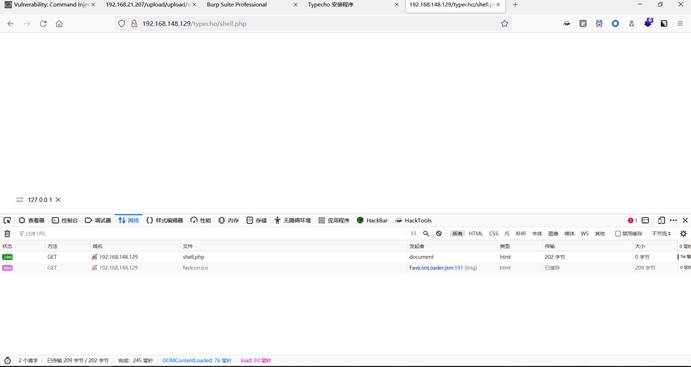 Vulnerability: Command Injec
192.168.21.207/upload/upload/
Burp Suite Professional
Typecho 安装程序
192.168.148.129/typecho/shell.p
192.168.148.129/typecho/shell.php
127.0.0.1
查看器 控制台 调试器 网络 样式编辑器 性能 内存 存储 无障碍环境 应用程序 HackBar HackTools 1
过滤 URL 所有 HTML CSS JS XHR 字体 图像 媒体 WS 其他 禁用缓存 不节流
状态 方法 域名 文件 发起者 类型 传输 大小 0 毫秒
200 GET 192.168.148.129 shell.php document html 202 字节 0 字节
GET 192.168.148.129 favicon.ico FaviconLoader.jsm:191 (img) html 已缓存 209 字节
2 个请求 已传输 209 字节 / 202 字节 完成: 245 毫秒 DOMContentLoaded: 76 毫秒 load: 93 毫秒